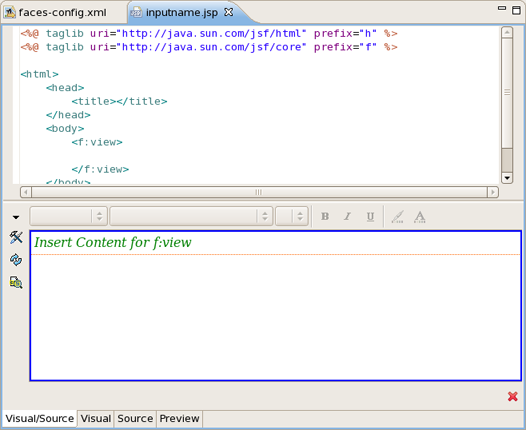 faces-config.xml inputname.jsp
<%@ taglib uri="http://java.sun.com/jsf/html" prefix="h" %>
<%@ taglib uri="http://java.sun.com/jsf/core" prefix="f" %>
<html>
<head>
<title></title>
</head>
<body>
<f:view>
</f:view>
</body>
B I U A
Insert Content for f:view
Visual/Source Visual Source Preview